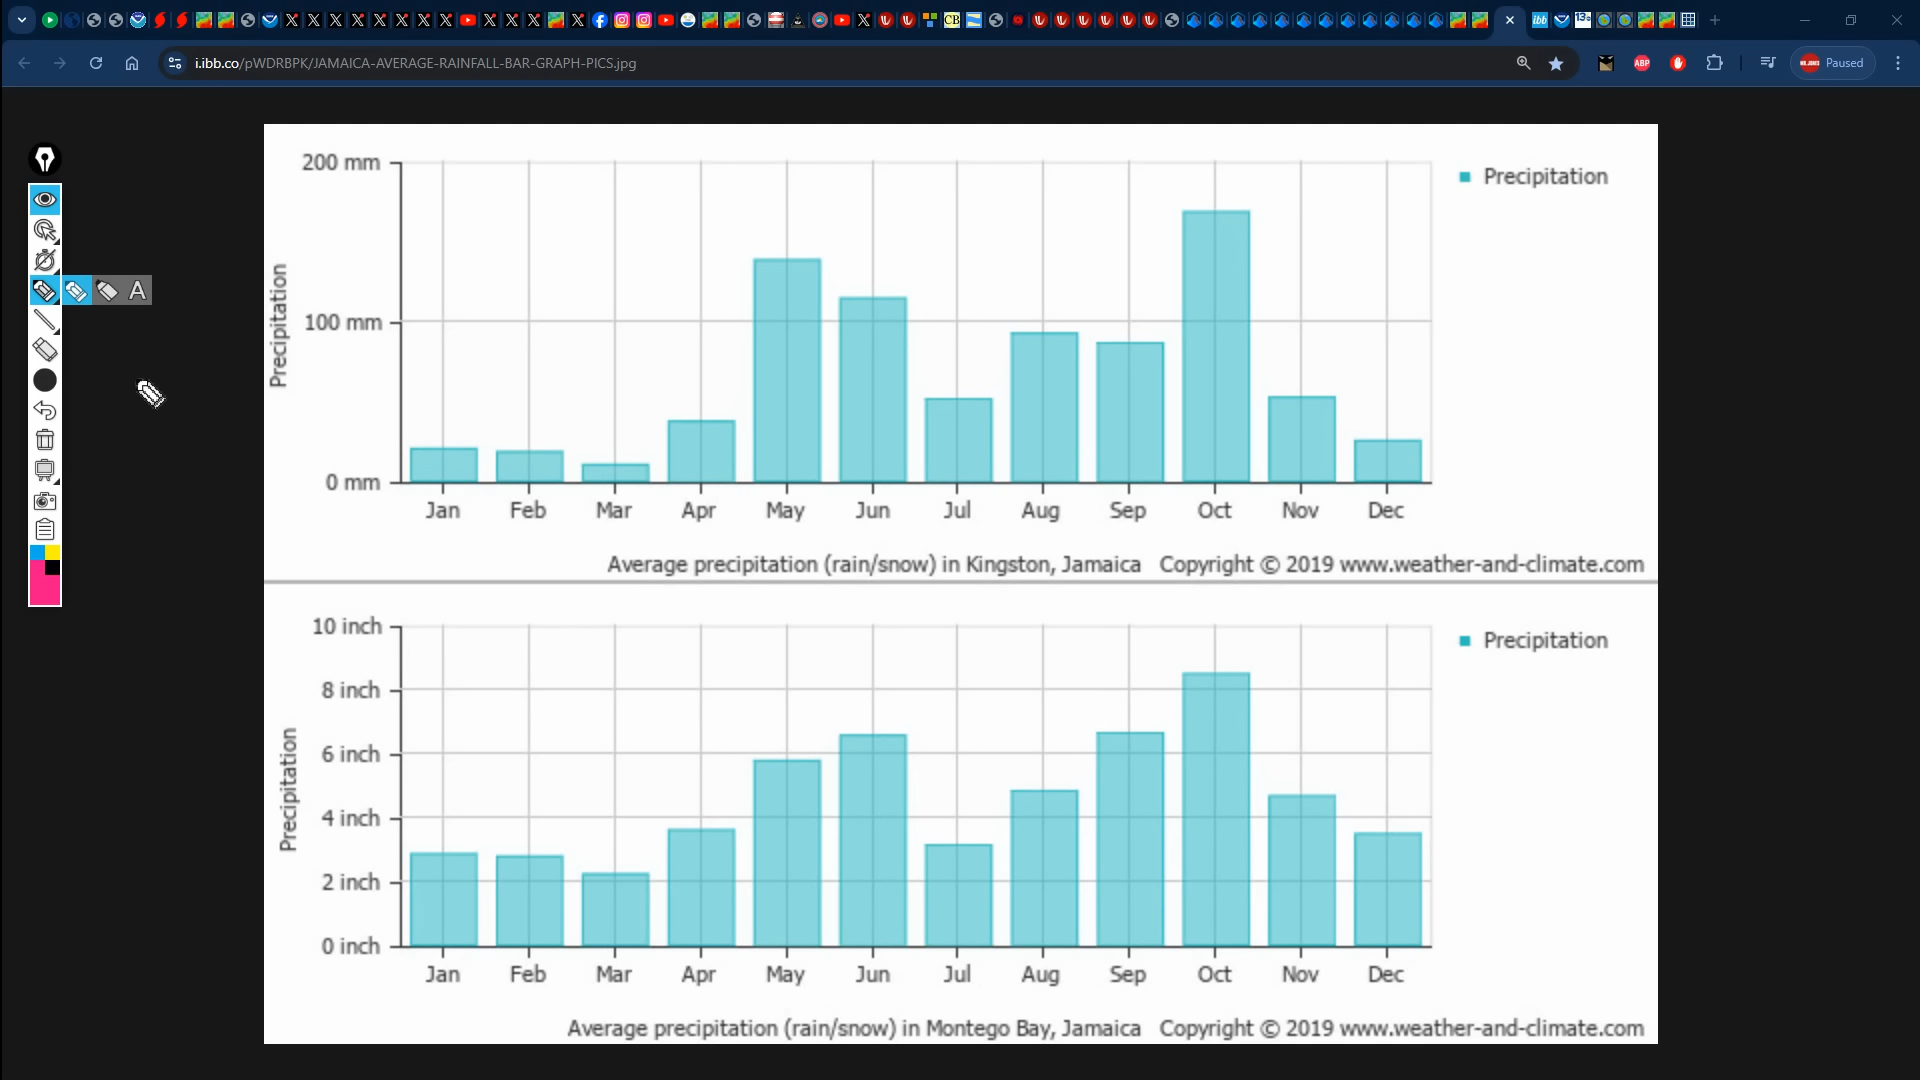 i.ibb.co/pWDRBPK/JAMAICA-AVERAGE-RAINFALL-BAR-GRAPH-PICS.jpg
ABP
Paused
A
200 mm
100 mm
0 mm
Precipitation
Precipitation
Jan Feb Mar Apr May Jun Jul Aug Sep Oct Nov Dec
Average precipitation (rain/snow) in Kingston, Jamaica Copyright © 2019 www.weather-and-climate.com
10 inch
8 inch
6 inch
4 inch
2 inch
0 inch
Precipitation
Precipitation
Jan Feb Mar Apr May Jun Jul Aug Sep Oct Nov Dec
Average precipitation (rain/snow) in Montego Bay, Jamaica Copyright © 2019 www.weather-and-climate.com